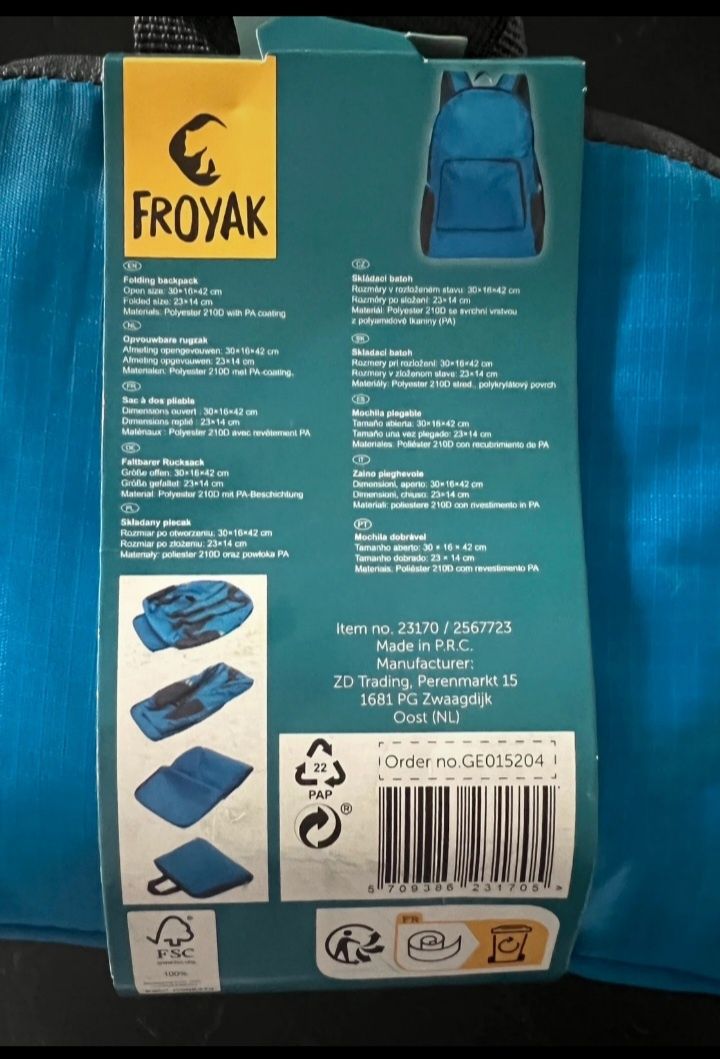 FROYAK
EN
Folding backpack
Open size: 30×16×42 cm
Folded size: 23×14 cm
Materials: Polyester 210D with PA coating
NL
Opvouwbare rugzak
Afmeting opengevouwen: 30×16×42 cm
Afmeting opgevouwen: 23×14 cm
Materialen: Polyester 210D met PA-coating.
FR
Sac à dos pliable
Dimensions ouvert : 30×16×42 cm
Dimensions replié : 23×14 cm
Matériaux : Polyester 210D avec revêtement PA
DE
Faltbarer Rucksack
Größe offen: 30×16×42 cm
Größe gefaltet: 23×14 cm
Material: Polyester 210D mit PA-Beschichtung
PL
Składany plecak
Rozmiar po otworzeniu: 30×16×42 cm
Rozmiar po złożeniu: 23×14 cm
Materiały: poliester 210D oraz powłoka PA
CZ
Skládací batoh
Rozměry v rozloženém stavu: 30×16×42 cm
Rozměry po složení: 23×14 cm
Materiál: Polyester 210D se svrchní vrstvou
z polyamidové tkaniny (PA)
SK
Skladací batoh
Rozmery pri rozložení: 30×16×42 cm
Rozmery v zloženom stave: 23×14 cm
Materiály: Polyester 210D stred., polykrylátový povrch
ES
Mochila plegable
Tamaño abierta: 30×16×42 cm
Tamaño una vez plegado: 23×14 cm
Materiales: Poliéster 210D con recubrimiento de PA
IT
Zaino pieghevole
Dimensioni, aperto: 30×16×42 cm
Dimensioni, chiuso: 23×14 cm
Materiali: poliestere 210D con rivestimento in PA
PT
Mochila dobrável
Tamanho aberto: 30 × 16 × 42 cm
Tamanho dobrado: 23 × 14 cm
Materiais: Poliéster 210D com revestimento PA
Item no. 23170 / 2567723
Made in P.R.C.
Manufacturer:
ZD Trading, Perenmarkt 15
1681 PG Zwaagdijk
Oost (NL)
22
PAP
®
Order no.GE015204
5 709386 231705 >
FSC
100%
FR